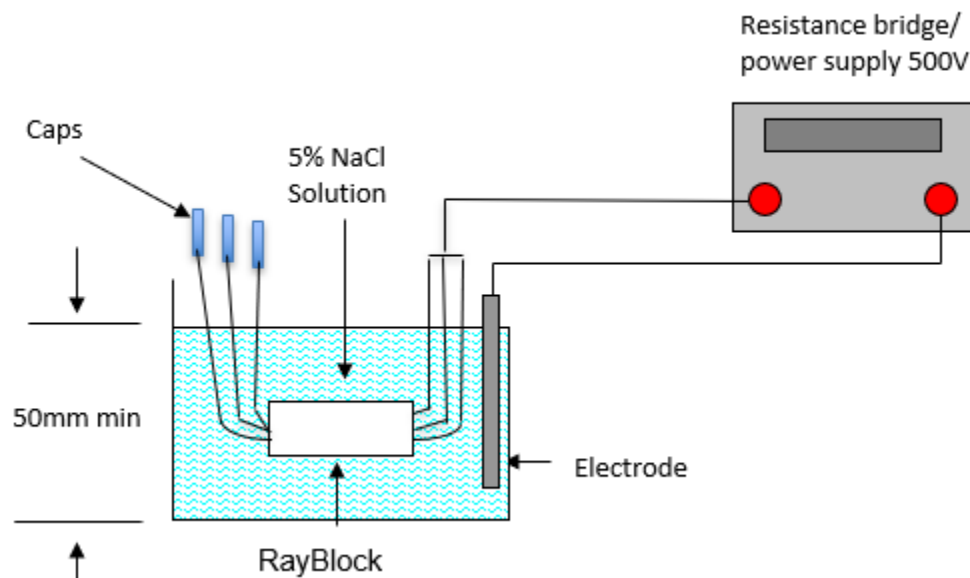 Resistance bridge/
power supply 500V
Caps
5% NaCl
Solution
50mm min
Electrode
RayBlock